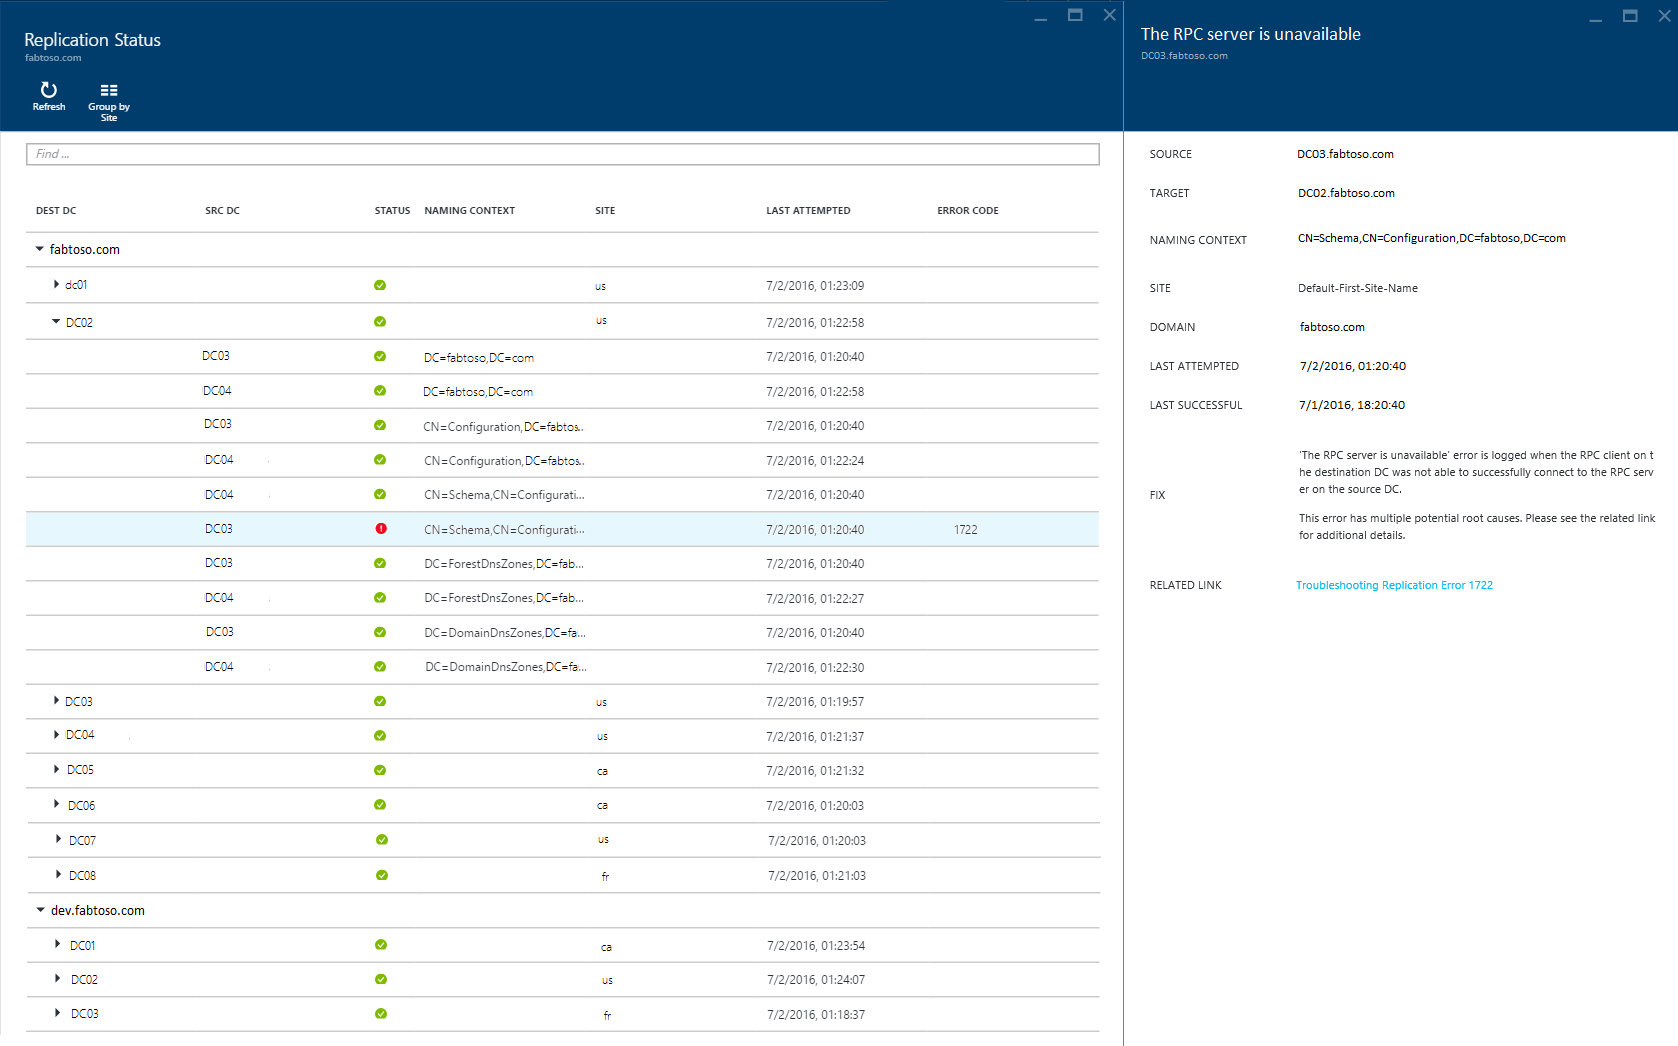 Replication Status
fabtoso.com
Refresh
Group by
Site
Find ...
DEST DC SRC DC STATUS NAMING CONTEXT SITE LAST ATTEMPTED ERROR CODE
fabtoso.com
dc01 us 7/2/2016, 01:23:09
DC02 us 7/2/2016, 01:22:58
DC03 DC=fabtoso,DC=com 7/2/2016, 01:20:40
DC04 DC=fabtoso,DC=com 7/2/2016, 01:22:58
DC03 CN=Configuration,DC=fabtos.. 7/2/2016, 01:20:40
DC04 CN=Configuration,DC=fabtos.. 7/2/2016, 01:22:24
DC04 CN=Schema,CN=Configurati... 7/2/2016, 01:20:40
DC03 CN=Schema,CN=Configurati... 7/2/2016, 01:20:40 1722
DC03 DC=ForestDnsZones,DC=fab... 7/2/2016, 01:20:40
DC04 DC=ForestDnsZones,DC=fab... 7/2/2016, 01:22:27
DC03 DC=DomainDnsZones,DC=fa... 7/2/2016, 01:20:40
DC04 DC=DomainDnsZones,DC=fa... 7/2/2016, 01:22:30
DC03 us 7/2/2016, 01:19:57
DC04 us 7/2/2016, 01:21:37
DC05 ca 7/2/2016, 01:21:32
DC06 ca 7/2/2016, 01:20:03
DC07 us 7/2/2016, 01:20:03
DC08 fr 7/2/2016, 01:21:03
dev.fabtoso.com
DC01 ca 7/2/2016, 01:23:54
DC02 us 7/2/2016, 01:24:07
DC03 fr 7/2/2016, 01:18:37
The RPC server is unavailable
DC03.fabtoso.com
SOURCE DC03.fabtoso.com
TARGET DC02.fabtoso.com
NAMING CONTEXT CN=Schema,CN=Configuration,DC=fabtoso,DC=com
SITE Default-First-Site-Name
DOMAIN fabtoso.com
LAST ATTEMPTED 7/2/2016, 01:20:40
LAST SUCCESSFUL 7/1/2016, 18:20:40
FIX
'The RPC server is unavailable' error is logged when the RPC client on t
he destination DC was not able to successfully connect to the RPC serv
er on the source DC.
This error has multiple potential root causes. Please see the related link
for additional details.
RELATED LINK Troubleshooting Replication Error 1722